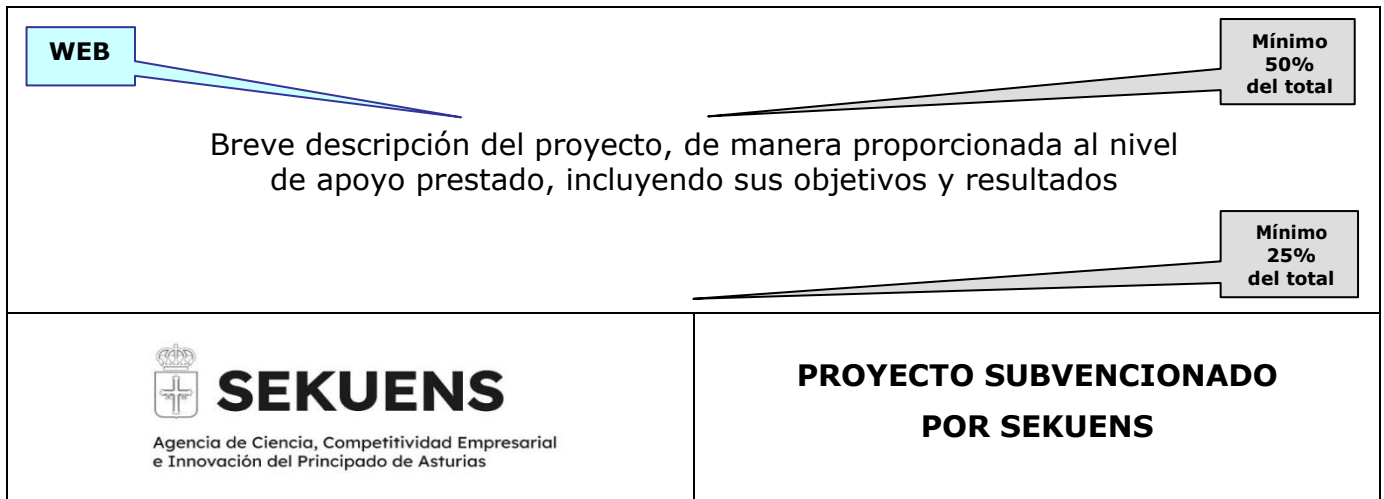 WEB
Mínimo
50%
del total
Breve descripción del proyecto, de manera proporcionada al nivel
de apoyo prestado, incluyendo sus objetivos y resultados
Mínimo
25%
del total
SEKUENS
Agencia de Ciencia, Competitividad Empresarial
e Innovación del Principado de Asturias
PROYECTO SUBVENCIONADO
POR SEKUENS